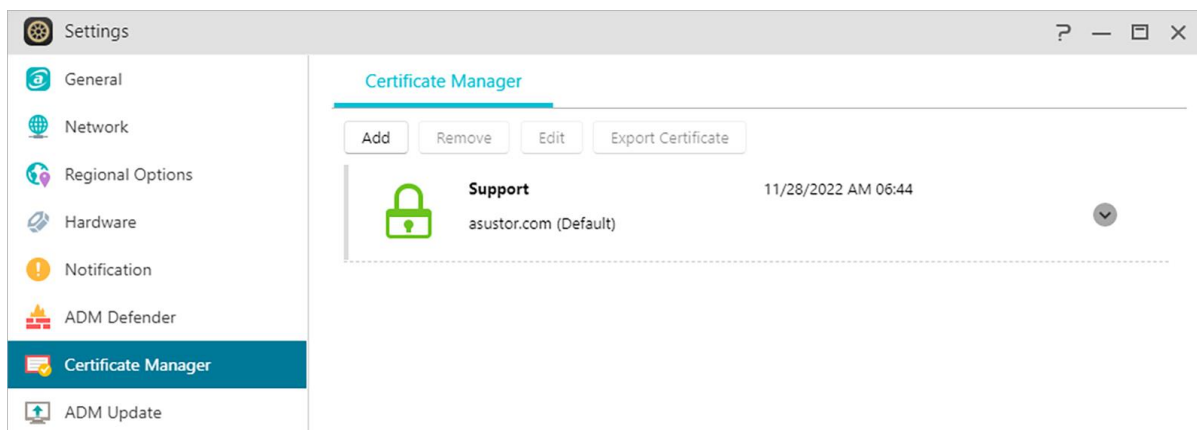 Settings
General
Network
Regional Options
Hardware
Notification
ADM Defender
Certificate Manager
ADM Update
Certificate Manager
Add Remove Edit Export Certificate
Support 11/28/2022 AM 06:44
asustor.com (Default)